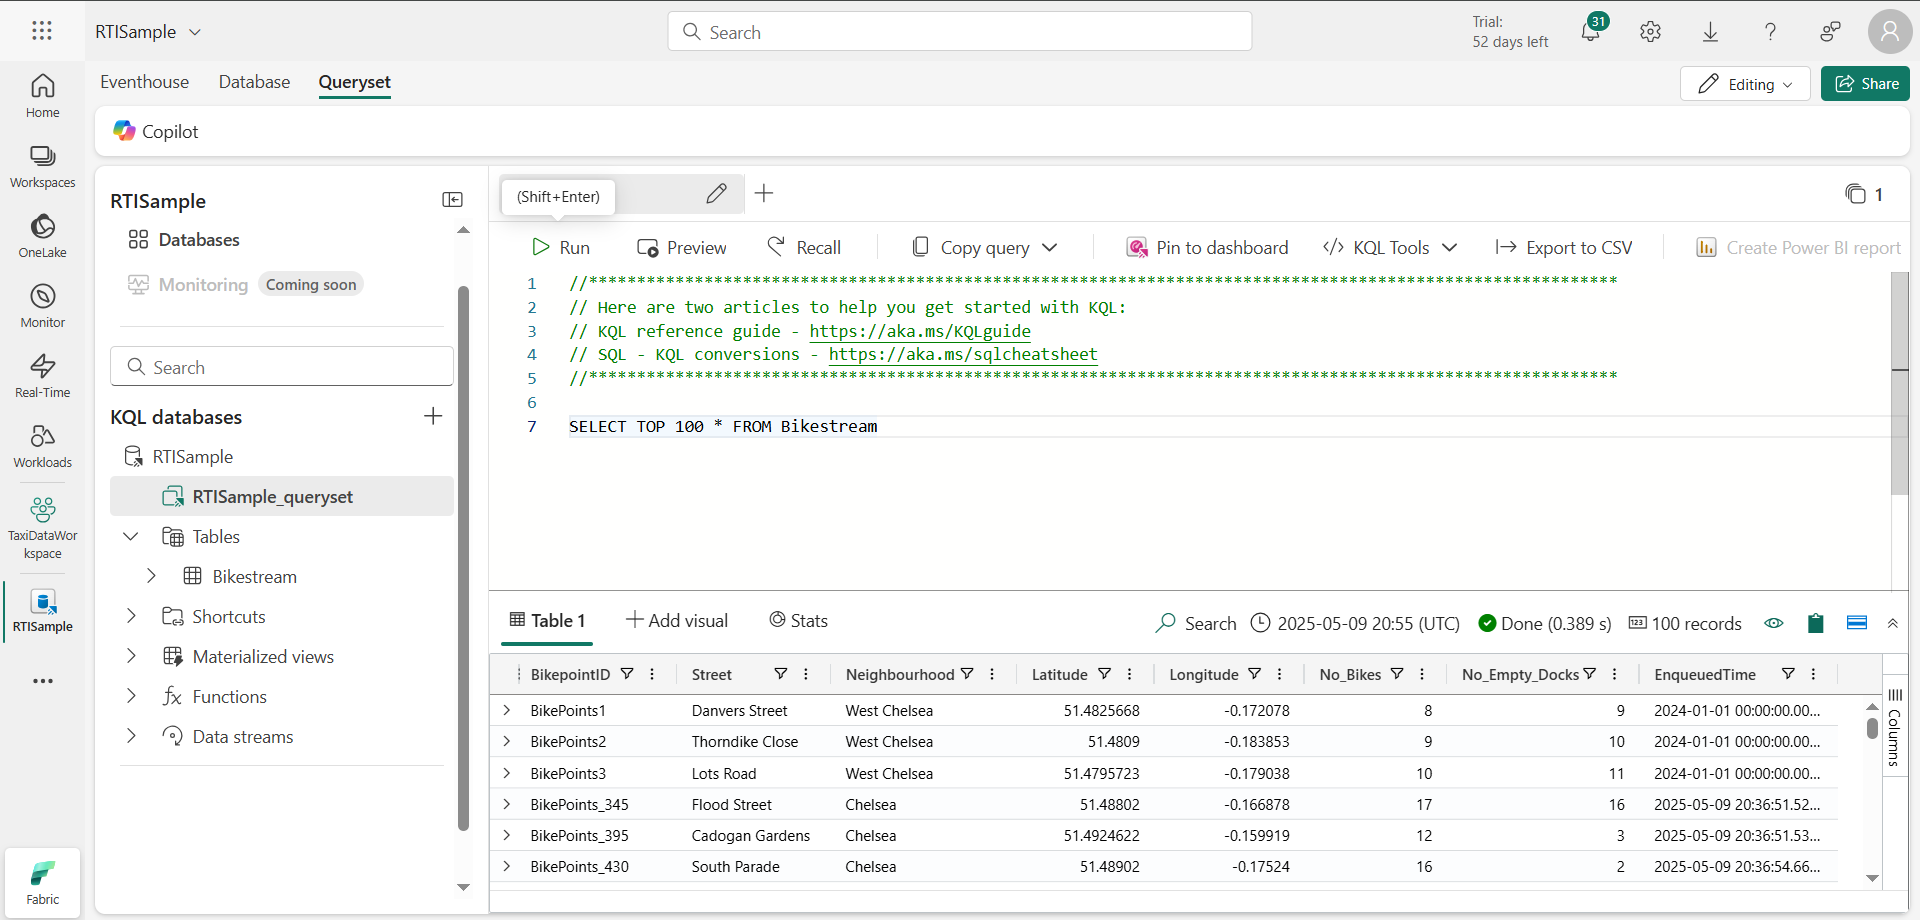 RTISample
Search
Trial:
52 days left
31
Home
Workspaces
OneLake
Monitor
Real-Time
Workloads
TaxiDataWor
kspace
RTISample
Fabric
Eventhouse
Database
Queryset
Editing
Share
Copilot
RTISample
Databases
Monitoring
Coming soon
Search
KQL databases
RTISample
RTISample_queryset
Tables
Bikestream
Shortcuts
Materialized views
Functions
Data streams
(Shift+Enter)
1
Run
Preview
Recall
Copy query
Pin to dashboard
KQL Tools
Export to CSV
Create Power BI report
1 //***********************************************************************************************************
2 // Here are two articles to help you get started with KQL:
3 // KQL reference guide - https://aka.ms/KQLguide
4 // SQL - KQL conversions - https://aka.ms/sqlcheatsheet
5 //***********************************************************************************************************
6
7 SELECT TOP 100 * FROM Bikestream
Table 1
Add visual
Stats
Search
2025-05-09 20:55 (UTC)
Done (0.389 s)
100 records
BikepointID Street Neighbourhood Latitude Longitude No_Bikes No_Empty_Docks EnqueuedTime
BikePoints1 Danvers Street West Chelsea 51.4825668 -0.172078 8 9 2024-01-01 00:00:00.00...
BikePoints2 Thorndike Close West Chelsea 51.4809 -0.183853 9 10 2024-01-01 00:00:00.00...
BikePoints3 Lots Road West Chelsea 51.4795723 -0.179038 10 11 2024-01-01 00:00:00.00...
BikePoints_345 Flood Street Chelsea 51.48802 -0.166878 17 16 2025-05-09 20:36:51.52...
BikePoints_395 Cadogan Gardens Chelsea 51.4924622 -0.159919 12 3 2025-05-09 20:36:51.53...
BikePoints_430 South Parade Chelsea 51.48902 -0.17524 16 2 2025-05-09 20:36:54.66...
Columns